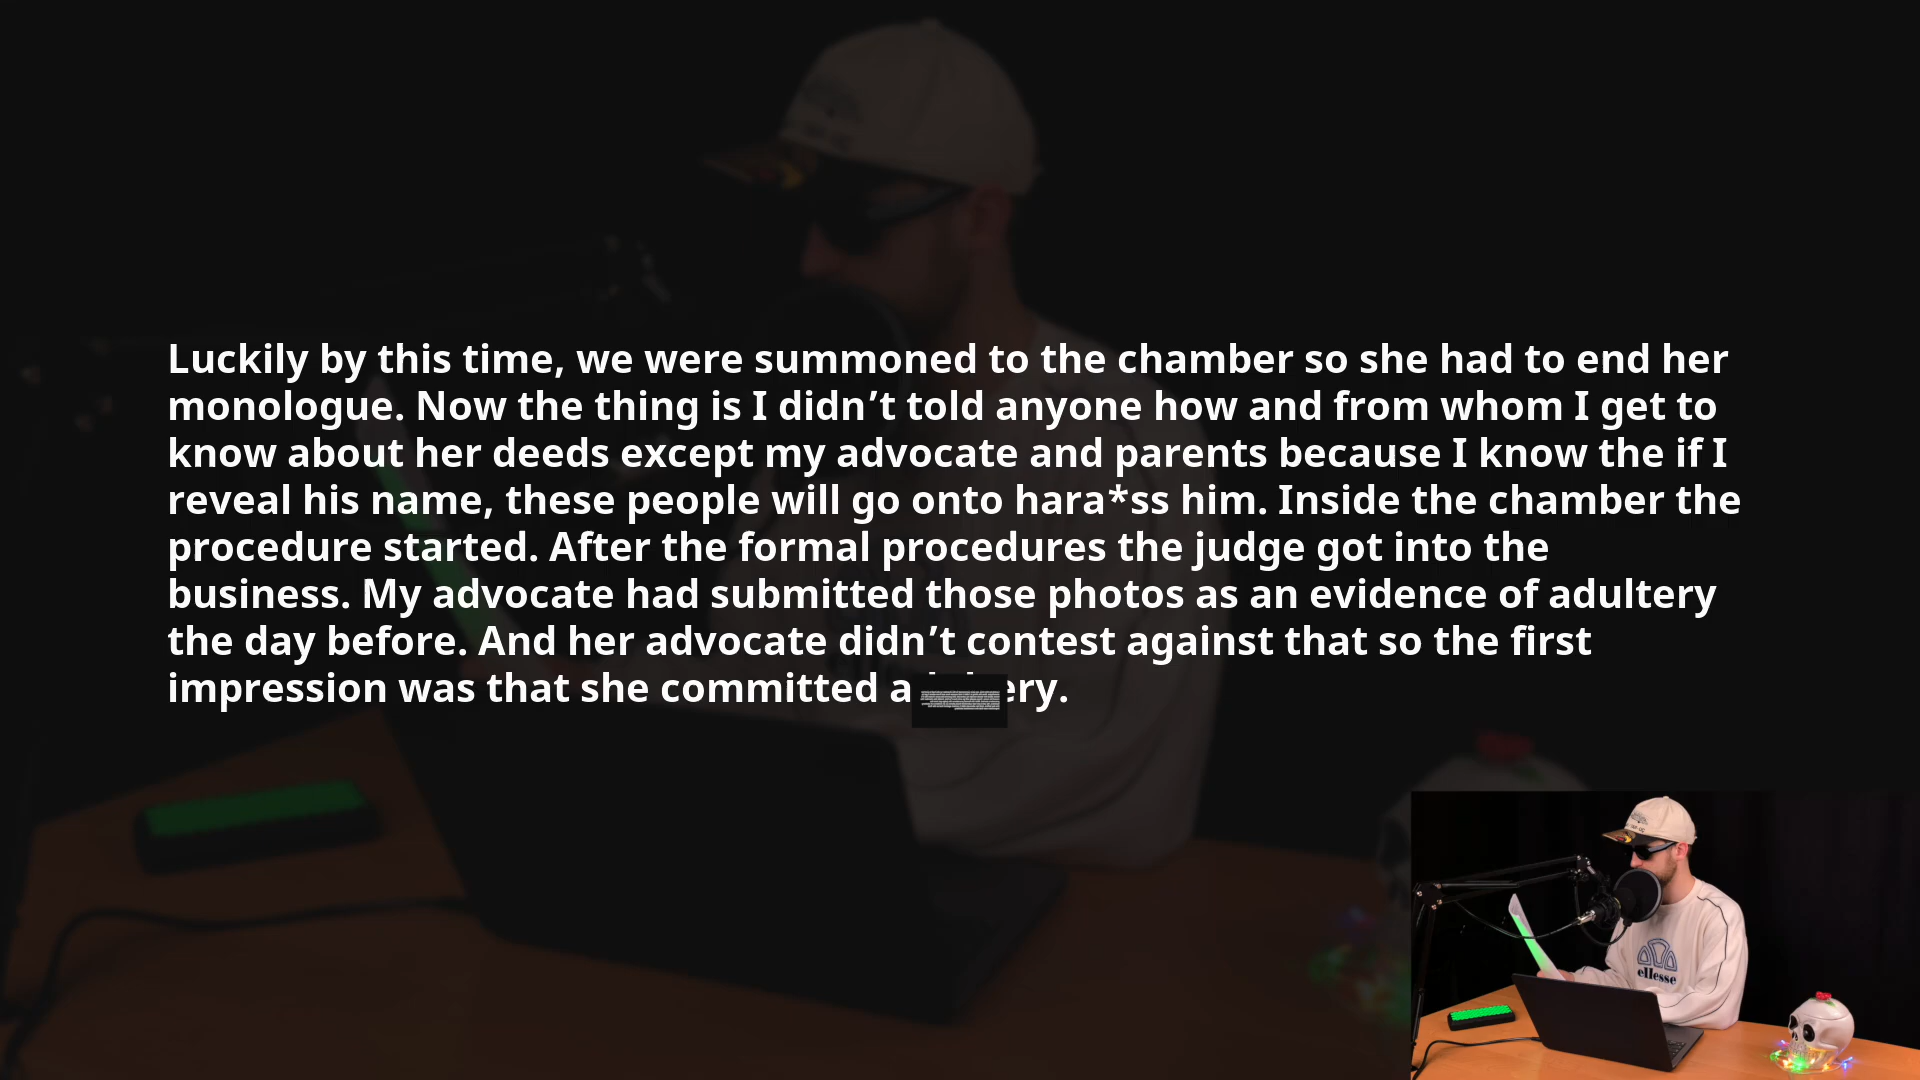 Luckily by this time, we were summoned to the chamber so she had to end her
monologue. Now the thing is I didn’t told anyone how and from whom I get to
know about her deeds except my advocate and parents because I know the if I
reveal his name, these people will go onto hara*ss him. Inside the chamber the
procedure started. After the formal procedures the judge got into the
business. My advocate had submitted those photos as an evidence of adultery
the day before. And her advocate didn’t contest against that so the first
impression was that she committed
ellesse